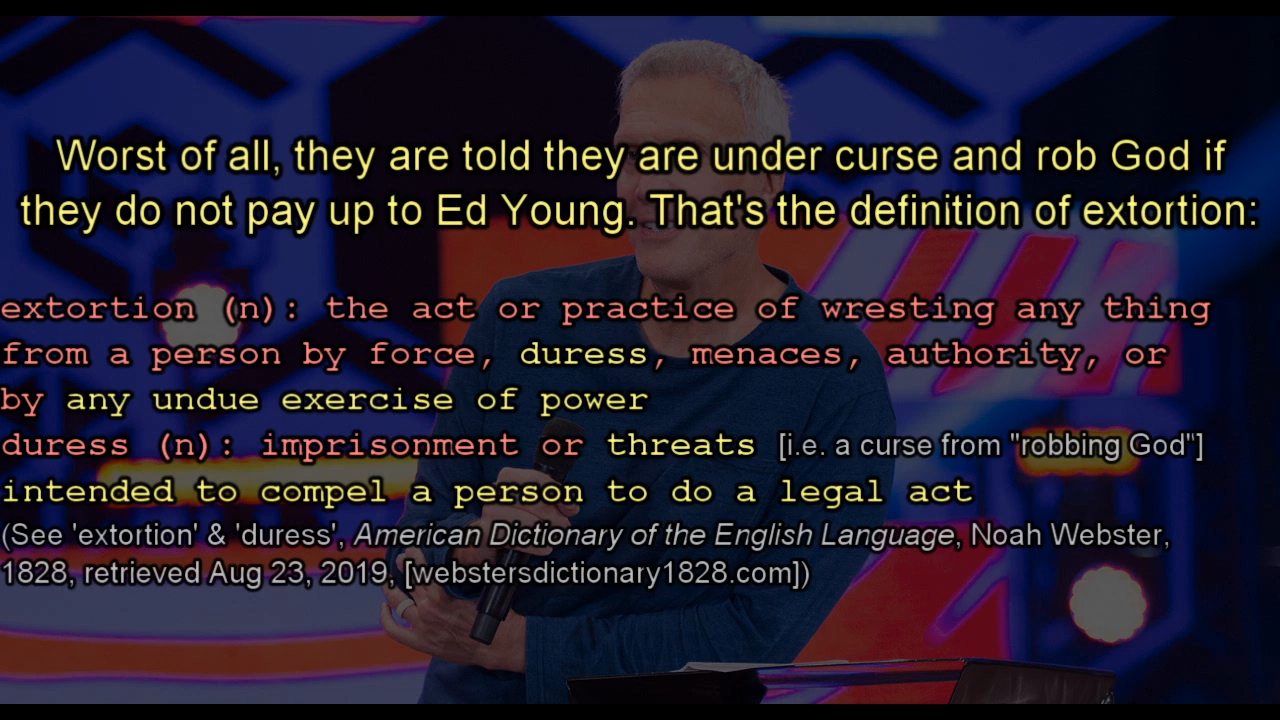 Worst of all, they are told they are under curse and rob God if
they do not pay up to Ed Young. That's the definition of extortion:
extortion (n): the act or practice of wresting any thing
from a person by force, duress, menaces, authority, or
by any undue exercise of power
duress (n): imprisonment or threats [i.e. a curse from "robbing God"]
intended to compel a person to do a legal act
(See 'extortion' & 'duress', American Dictionary of the English Language, Noah Webster,
1828, retrieved Aug 23, 2019, [webstersdictionary1828.com])